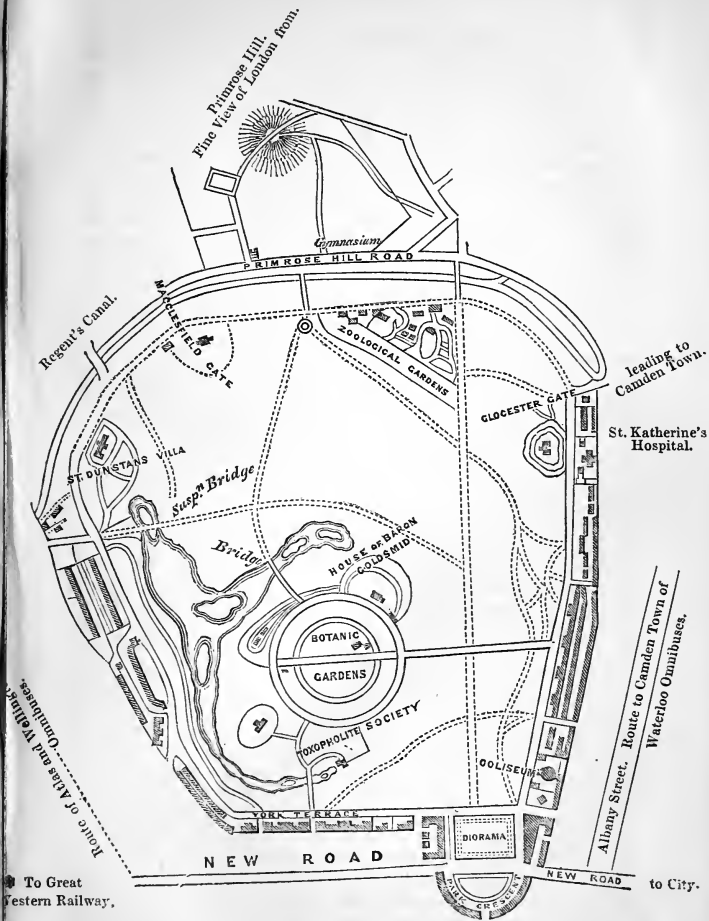 Primrose Hill.
Fine View of London from.
Gymnasium
PRIMROSE HILL ROAD
Regent's Canal.
MACCLESFIELD GATE
ZOOLOGICAL GARDENS
leading to
Camden Town.
GLOCESTER GATE
St. Katherine's
Hospital.
ST. DUNSTANS VILLA
Suspn Bridge
Bridge
HOUSE OF BARON
GOLDSMID
BOTANIC
GARDENS
TOXOPHOLITE SOCIETY
COLISEUM
Albany Street. Route to Camden Town of
Waterloo Omnibuses.
Route of Atlas and
Omnibuses.
YORK TERRACE
DIORAMA
NEW ROAD
NEW ROAD
to City.
PARK CRESCENT
To Great
Western Railway.